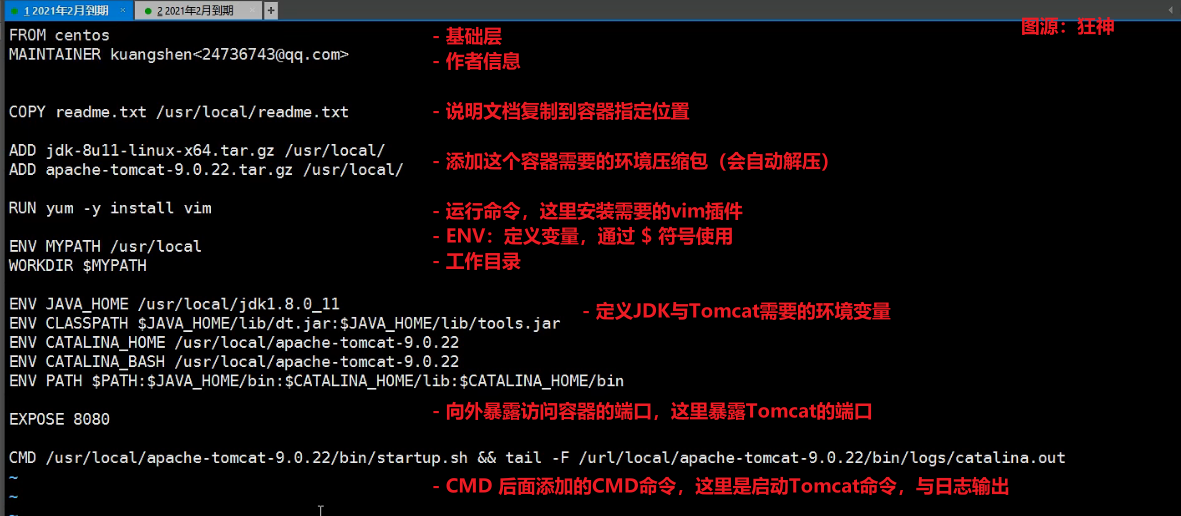 1 2021年2月到期 × 2 2021年2月到期 × +
图源：狂神
FROM centos - 基础层
MAINTAINER kuangshen<24736743@qq.com> - 作者信息
COPY readme.txt /usr/local/readme.txt - 说明文档复制到容器指定位置
ADD jdk-8u11-linux-x64.tar.gz /usr/local/
ADD apache-tomcat-9.0.22.tar.gz /usr/local/ - 添加这个容器需要的环境压缩包（会自动解压）
RUN yum -y install vim - 运行命令，这里安装需要的vim插件
ENV MYPATH /usr/local - ENV：定义变量，通过 $ 符号使用
WORKDIR $MYPATH - 工作目录
ENV JAVA_HOME /usr/local/jdk1.8.0_11 - 定义JDK与Tomcat需要的环境变量
ENV CLASSPATH $JAVA_HOME/lib/dt.jar:$JAVA_HOME/lib/tools.jar
ENV CATALINA_HOME /usr/local/apache-tomcat-9.0.22
ENV CATALINA_BASH /usr/local/apache-tomcat-9.0.22
ENV PATH $PATH:$JAVA_HOME/bin:$CATALINA_HOME/lib:$CATALINA_HOME/bin
EXPOSE 8080 - 向外暴露访问容器的端口，这里暴露Tomcat的端口
CMD /usr/local/apache-tomcat-9.0.22/bin/startup.sh && tail -F /url/local/apache-tomcat-9.0.22/bin/logs/catalina.out
~
~ - CMD 后面添加的CMD命令，这里是启动Tomcat命令，与日志输出